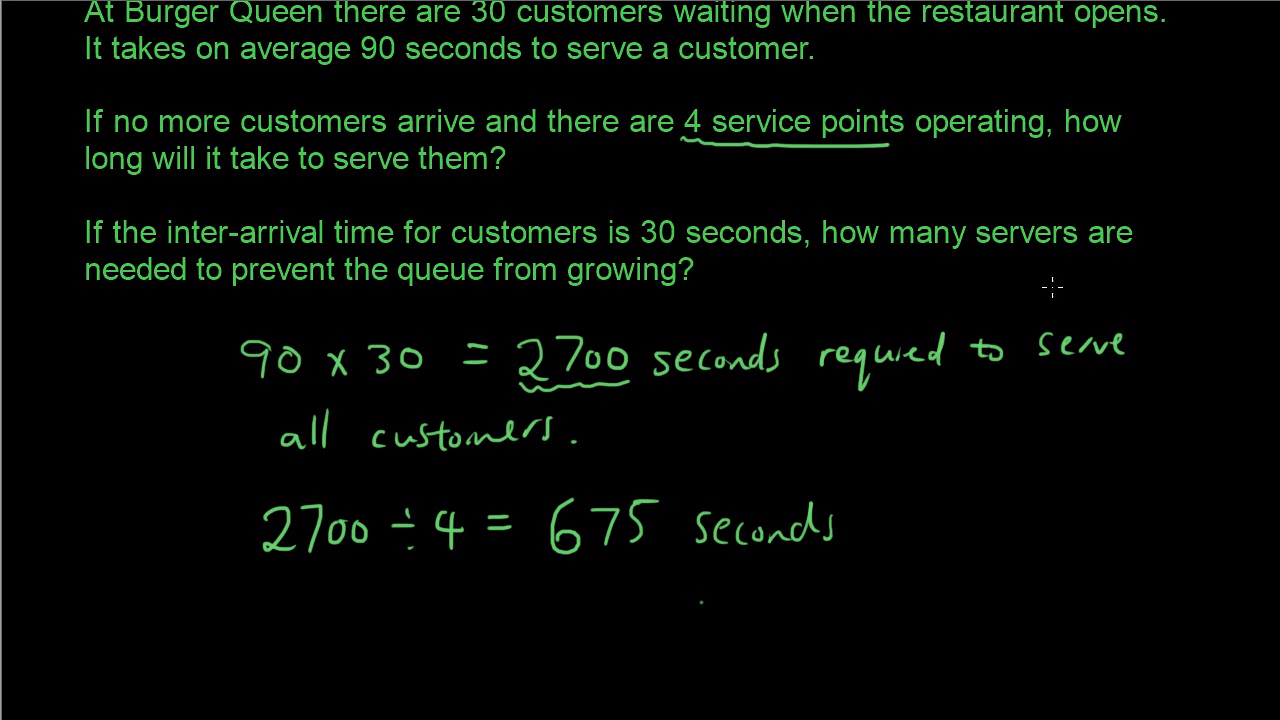 At Burger Queen there are 30 customers waiting when the restaurant opens.
It takes on average 90 seconds to serve a customer.
If no more customers arrive and there are 4 service points operating, how
long will it take to serve them?
If the inter-arrival time for customers is 30 seconds, how many servers are
needed to prevent the queue from growing?
90 x 30 = 2700 seconds required to serve
all customers.
2700 ÷ 4 = 675 seconds